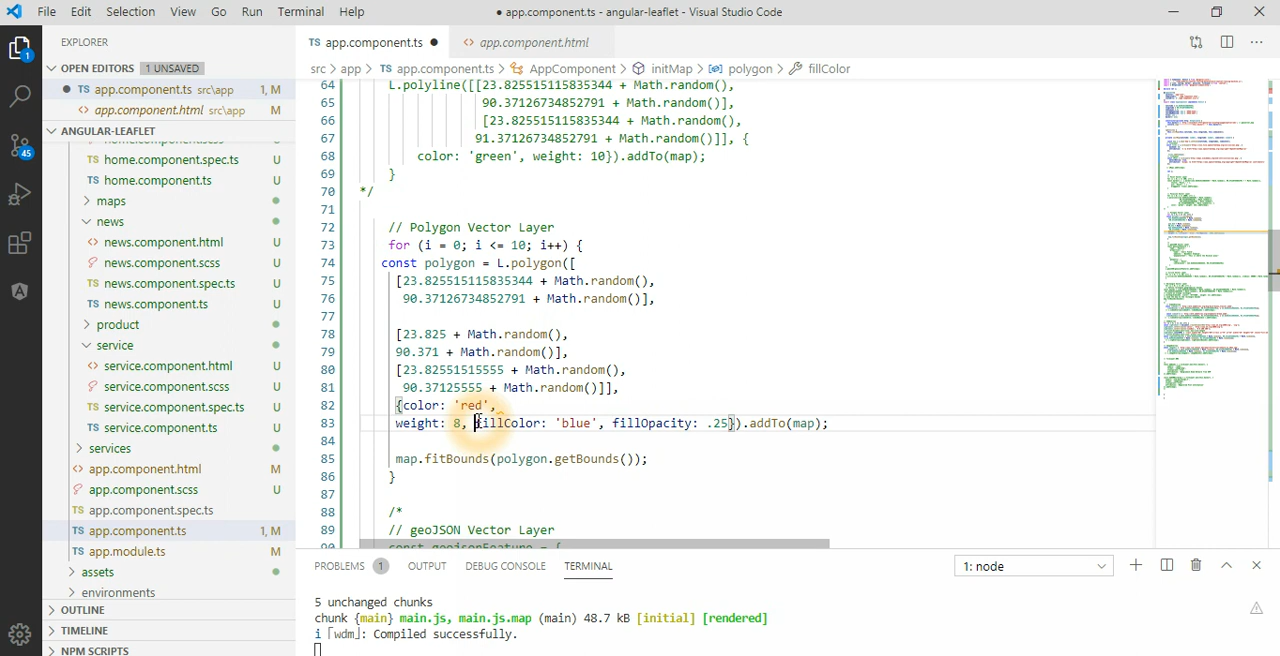 File Edit Selection View Go Run Terminal Help
● app.component.ts - angular-leaflet - Visual Studio Code
EXPLORER
OPEN EDITORS 1 UNSAVED
app.component.ts src\app 1, M
app.component.html src\app M
ANGULAR-LEAFLET
home.component.spec.ts U
TS home.component.ts U
maps
news
news.component.html U
news.component.scss U
TS news.component.spec.ts U
TS news.component.ts U
product
service
service.component.html U
service.component.scss U
TS service.component.spec.ts U
TS service.component.ts U
services
app.component.html M
app.component.scss U
TS app.component.spec.ts
TS app.component.ts 1, M
TS app.module.ts M
assets
environments
OUTLINE
TIMELINE
NPM SCRIPTS
1
45
TS app.component.ts ●
app.component.html
src > app > TS app.component.ts > AppComponent > initMap > polygon > fillColor
64 L.polyline([[23.825515115835344 + Math.random(),
65 90.37126734852791 + Math.random()],
66 [23.825515115835344 + Math.random(),
67 90.37126734852791 + Math.random()]], {
68 color: 'green', weight: 10}).addTo(map);
69 }
70 */
71
72 // Polygon Vector Layer
73 for (i = 0; i <= 10; i++) {
74 const polygon = L.polygon([
75 [23.825515115835344 + Math.random(),
76 90.37126734852791 + Math.random()],
77
78 [23.825 + Math.random(),
79 90.371 + Math.random()],
80 [23.825515115555 + Math.random(),
81 90.37125555 + Math.random()]],
82 {color: 'red',
83 weight: 8, fillColor: 'blue', fillOpacity: .25}).addTo(map);
84
85 map.fitBounds(polygon.getBounds());
86 }
87
88 /*
89 // geoJSON Vector Layer
90 const geojsonFeature = {
PROBLEMS 1 OUTPUT DEBUG CONSOLE TERMINAL
1: node
5 unchanged chunks
chunk {main} main.js, main.js.map (main) 48.7 kB [initial] [rendered]
i ｢wdm｣: Compiled successfully.